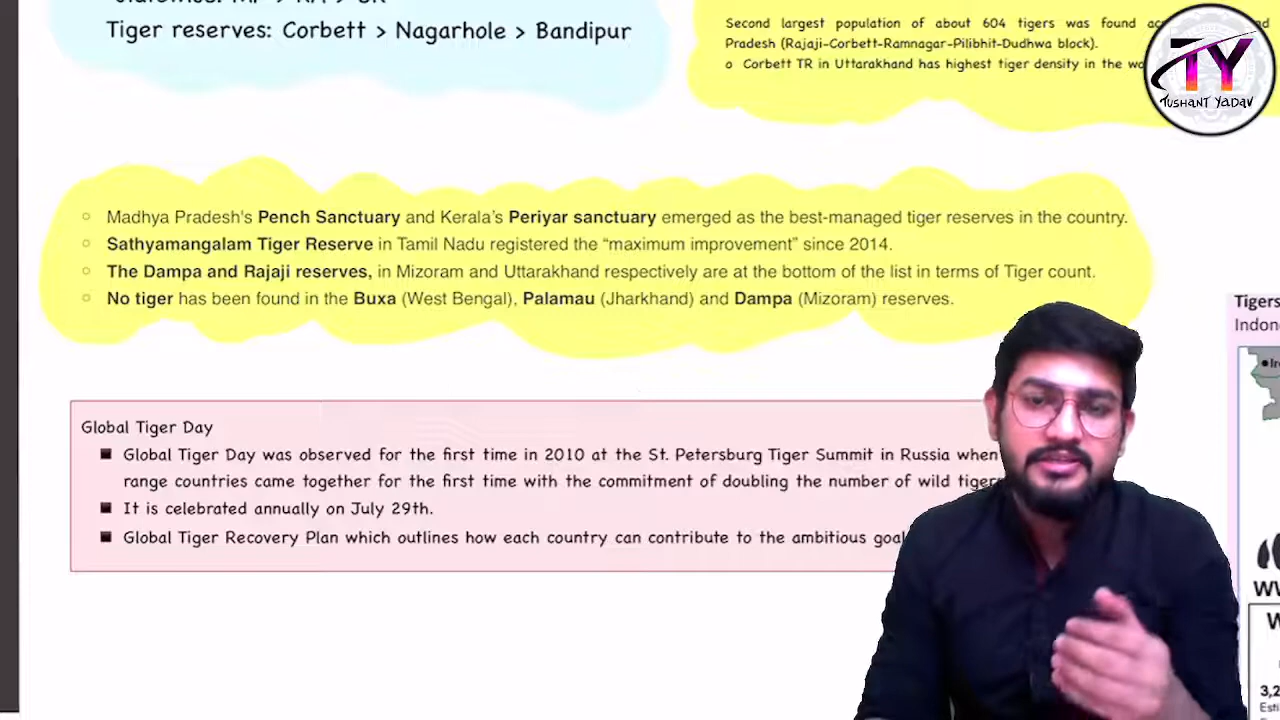 Tiger reserves: Corbett > Nagarhole > Bandipur
Second largest population of about 604 tigers was found
Pradesh (Rajaji-Corbett-Ramnagar-Pilibhit-Dudhwa block).
o Corbett TR in Uttarakhand has highest tiger density in the
TY
TUSHANT YADAV
○ Madhya Pradesh's Pench Sanctuary and Kerala's Periyar sanctuary emerged as the best-managed tiger reserves in the country.
○ Sathyamangalam Tiger Reserve in Tamil Nadu registered the “maximum improvement” since 2014.
○ The Dampa and Rajaji reserves, in Mizoram and Uttarakhand respectively are at the bottom of the list in terms of Tiger count.
○ No tiger has been found in the Buxa (West Bengal), Palamau (Jharkhand) and Dampa (Mizoram) reserves.
Tigers
Global Tiger Day
■ Global Tiger Day was observed for the first time in 2010 at the St. Petersburg Tiger Summit in Russia when
range countries came together for the first time with the commitment of doubling the number of wild tigers
■ It is celebrated annually on July 29th.
■ Global Tiger Recovery Plan which outlines how each country can contribute to the ambitious goal